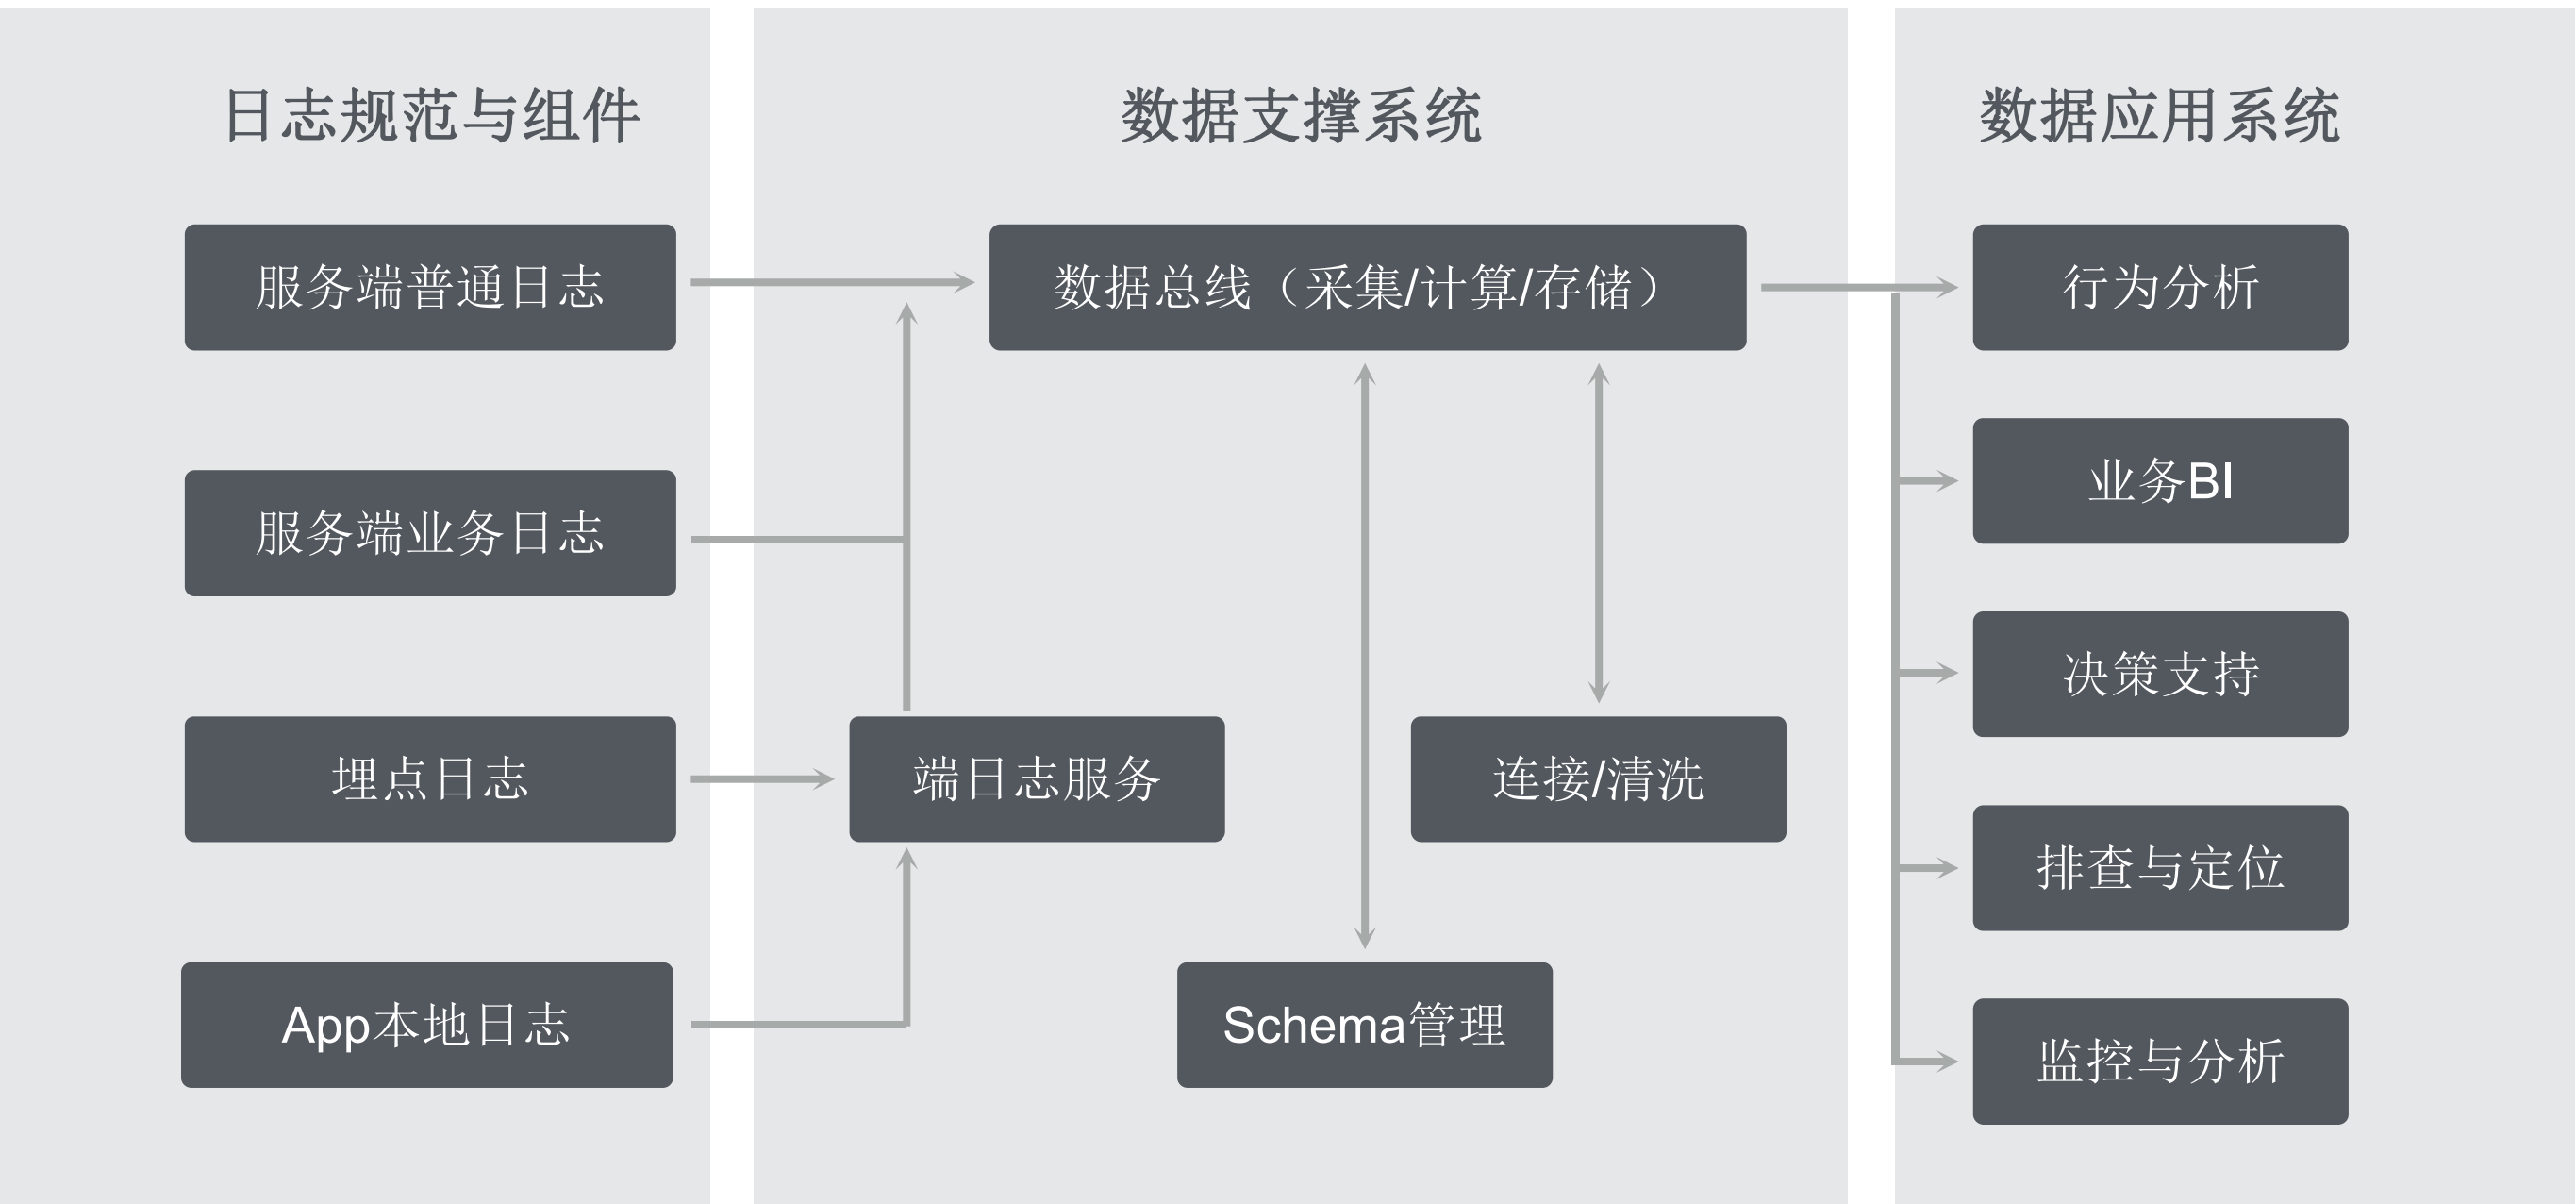 日志规范与组件
服务端普通日志
服务端业务日志
埋点日志
App本地日志
数据支撑系统
数据总线（采集/计算/存储）
端日志服务
连接/清洗
Schema管理
数据应用系统
行为分析
业务BI
决策支持
排查与定位
监控与分析